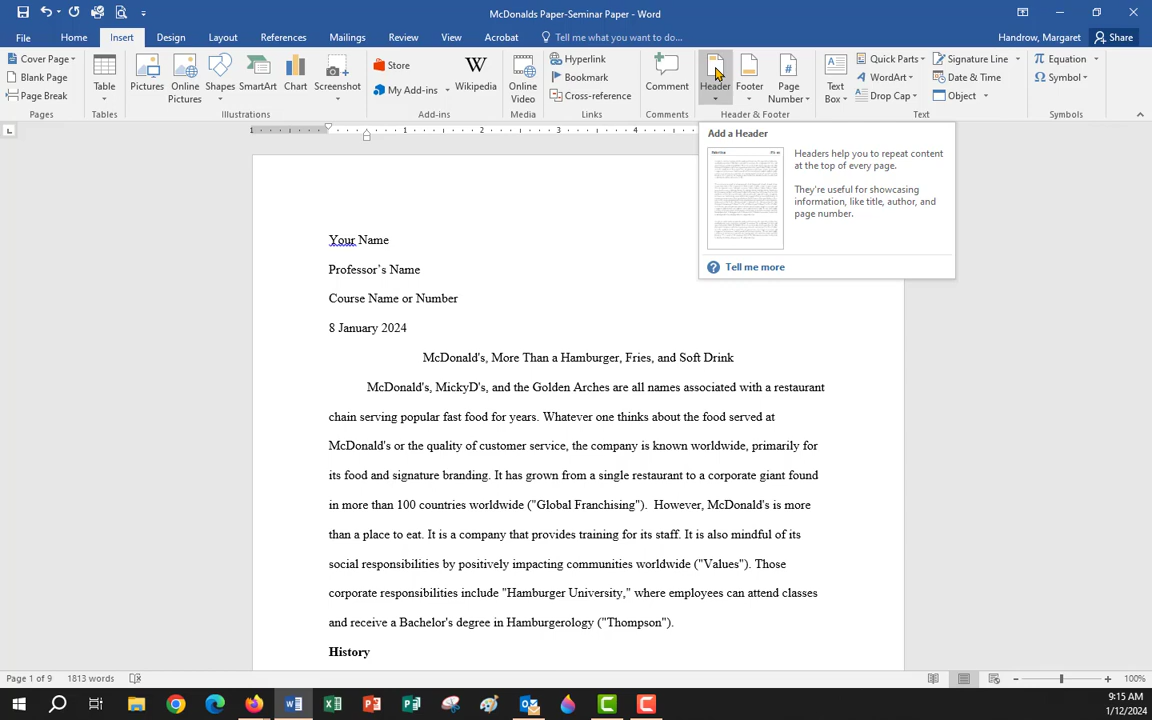 McDonalds Paper-Seminar Paper - Word
File Home Insert Design Layout References Mailings Review View Acrobat Tell me what you want to do... Handrow, Margaret Share
Cover Page
Blank Page
Page Break
Pages
Table
Tables
Pictures
Online Pictures
Shapes
SmartArt
Chart
Screenshot
Illustrations
Store
My Add-ins
Wikipedia
Add-ins
Online Video
Media
Hyperlink
Bookmark
Cross-reference
Links
Comment
Comments
Header
Footer
Page Number
Header & Footer
Text Box
Quick Parts
WordArt
Drop Cap
Signature Line
Date & Time
Object
Text
Equation
Symbol
Symbols
1 1 2 3 4
Add a Header
Headers help you to repeat content
at the top of every page.
They're useful for showcasing
information, like title, author, and
page number.
Tell me more
Your Name
Professor’s Name
Course Name or Number
8 January 2024
McDonald's, More Than a Hamburger, Fries, and Soft Drink
McDonald's, MickyD's, and the Golden Arches are all names associated with a restaurant
chain serving popular fast food for years. Whatever one thinks about the food served at
McDonald's or the quality of customer service, the company is known worldwide, primarily for
its food and signature branding. It has grown from a single restaurant to a corporate giant found
in more than 100 countries worldwide ("Global Franchising").  However, McDonald's is more
than a place to eat. It is a company that provides training for its staff. It is also mindful of its
social responsibilities by positively impacting communities worldwide ("Values"). Those
corporate responsibilities include "Hamburger University," where employees can attend classes
and receive a Bachelor's degree in Hamburgerology ("Thompson").
History
Page 1 of 9 1813 words 100%
9:15 AM
1/12/2024